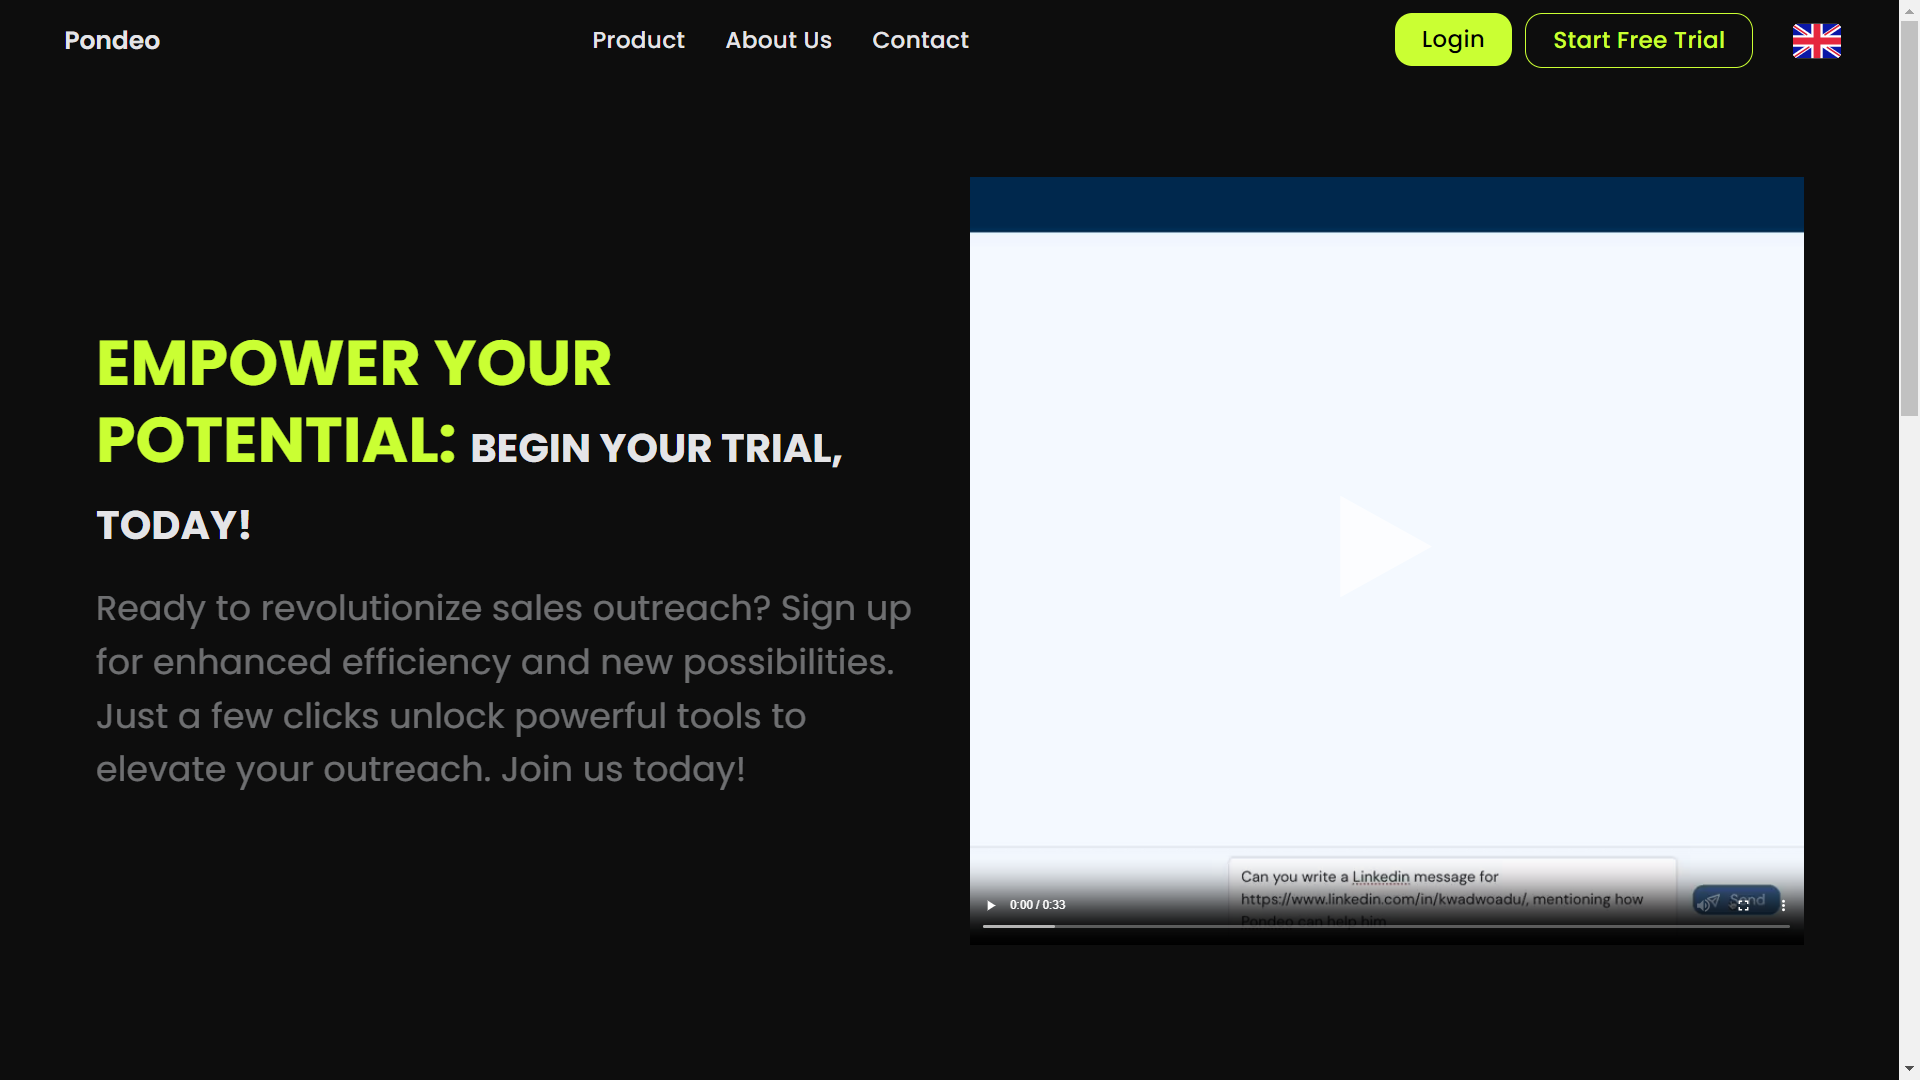 Pondeo
Product
About Us
Contact
Login
Start Free Trial
EMPOWER YOUR
POTENTIAL: BEGIN YOUR TRIAL,
TODAY!
Ready to revolutionize sales outreach? Sign up
for enhanced efficiency and new possibilities.
Just a few clicks unlock powerful tools to
elevate your outreach. Join us today!
Can you write a Linkedin message for
https://www.linkedin.com/in/kwadwoadu/, mentioning how
Pondeo can help him
Send
0:00 / 0:33